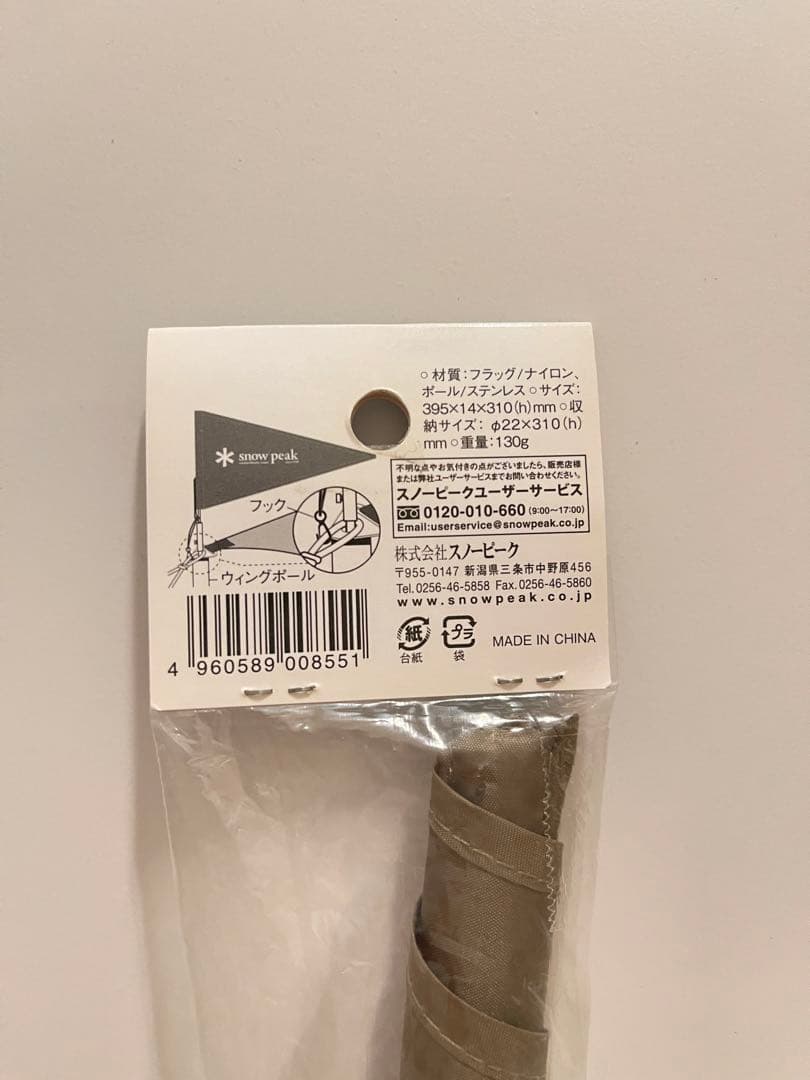 ○材質：フラッグ/ナイロン、
ポール/ステンレス ○サイズ：
395×14×310(h)mm ○収
納サイズ： φ22×310(h)
mm ○重量：130g
不明な点やお気付きの点がございましたら、販売店様
または弊社ユーザーサービスまでお問い合わせください。
スノーピークユーザーサービス
0120-010-660 (9:00〜17:00)
Email:userservice@snowpeak.co.jp
株式会社スノーピーク
〒955-0147 新潟県三条市中野原456
Tel.0256-46-5858 Fax.0256-46-5860
www.snowpeak.co.jp
snow peak
フック
ウィングポール
4 960589 008551
紙
台紙
プラ
袋
MADE IN CHINA